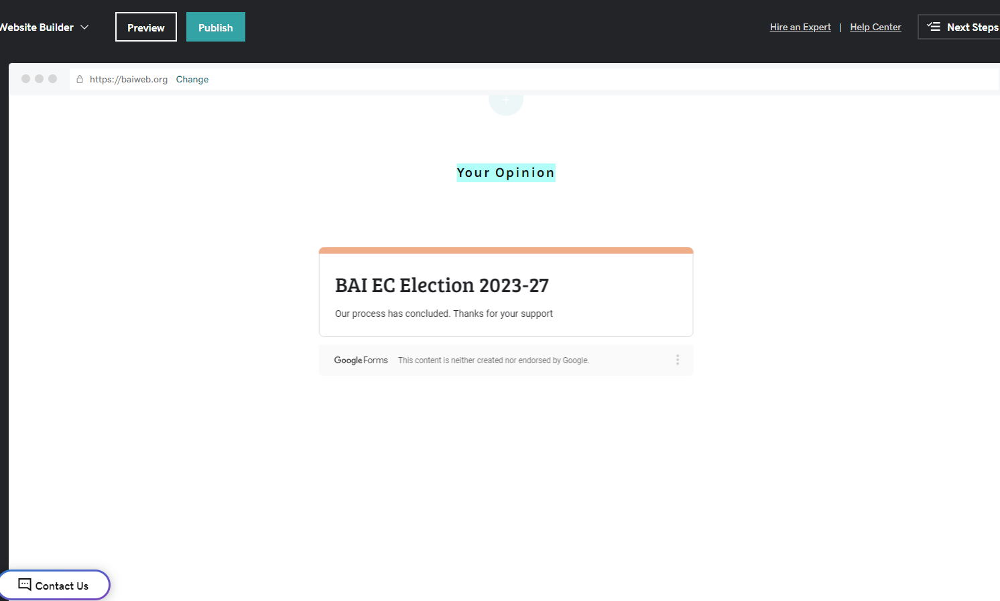 Website Builder
Preview
Publish
Hire an Expert | Help Center
Next Steps
https://baiweb.org Change
+
Your Opinion
BAI EC Election 2023-27
Our process has concluded. Thanks for your support
Google Forms This content is neither created nor endorsed by Google.
Contact Us